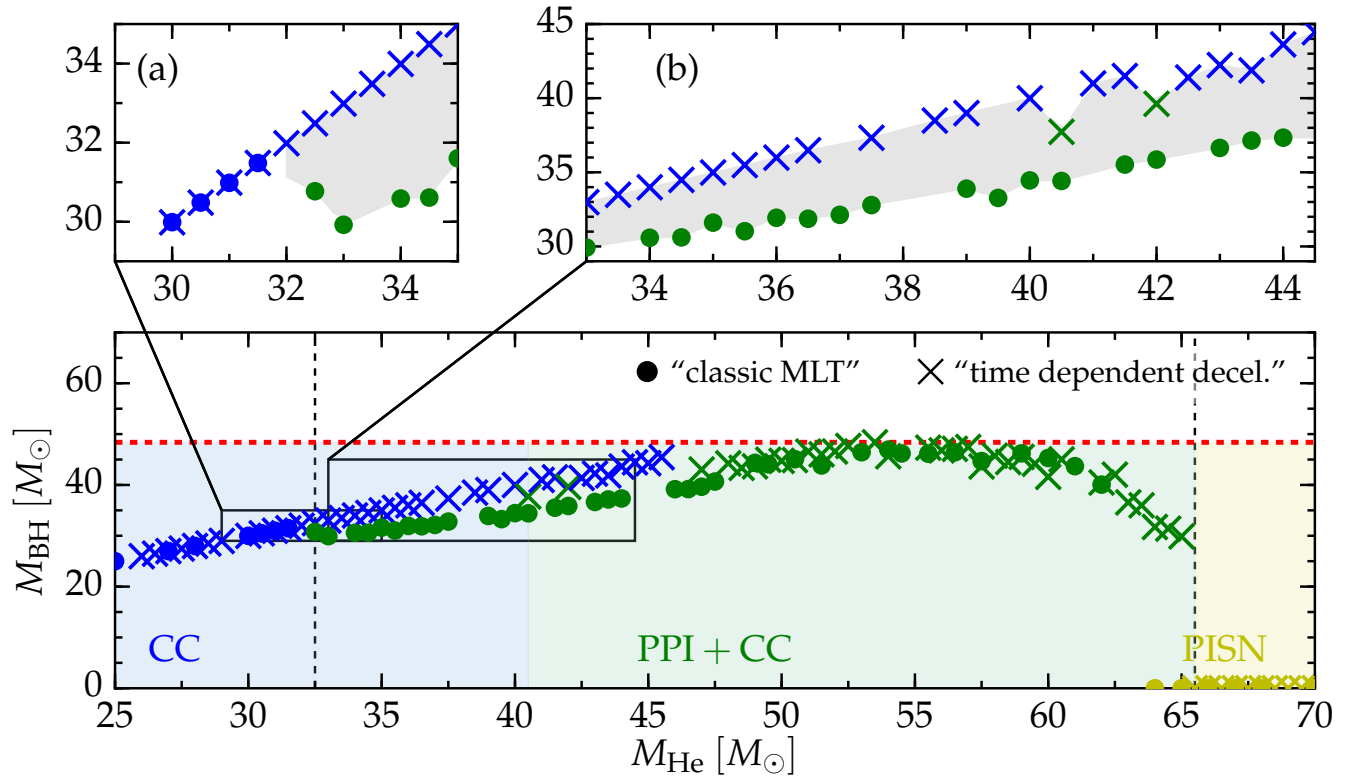 (a)
(b)
34
32
30
30 32 34
45
40
35
30
34 36 38 40 42 44
“classic MLT” “time dependent decel.”
M_BH [M_⊙]
60
40
20
0
CC PPI + CC PISN
25 30 35 40 45 50 55 60 65 70
M_He [M_⊙]